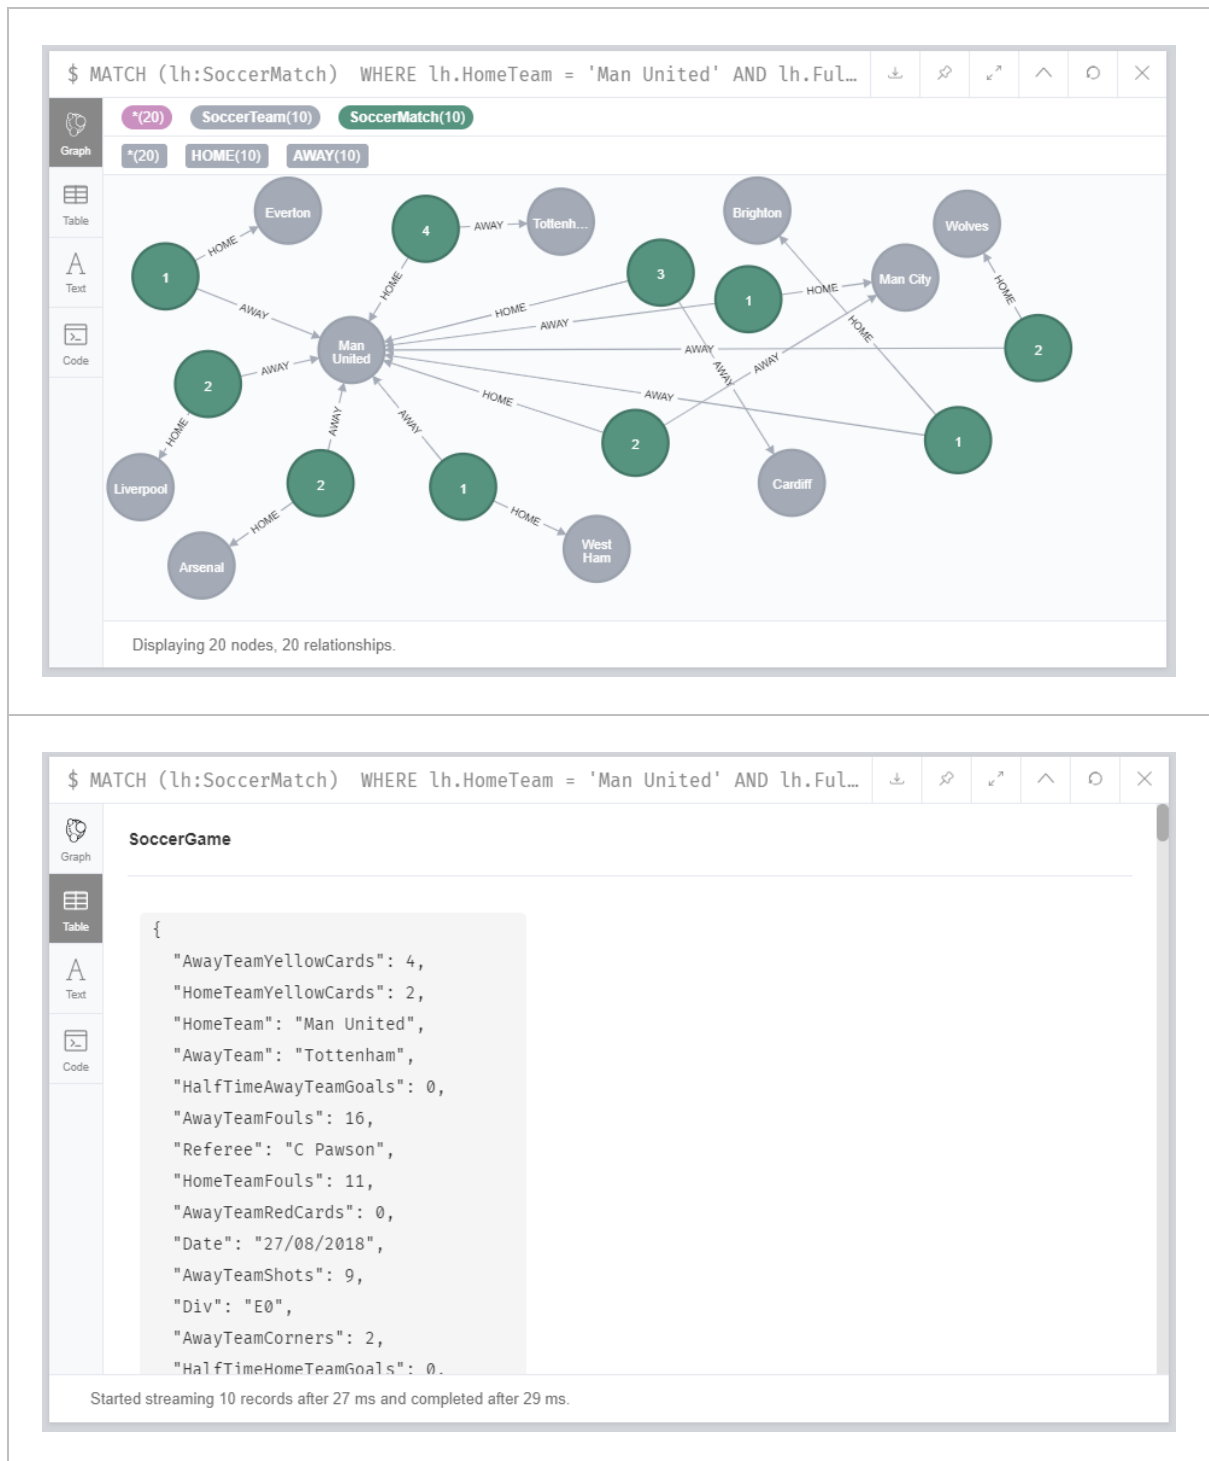 $ MATCH (lh:SoccerMatch)  WHERE lh.HomeTeam = 'Man United' AND lh.Ful…
Graph
Table
Text
Code
*(20) SoccerTeam(10) SoccerMatch(10)
*(20) HOME(10) AWAY(10)
Everton
4
AWAY
Tottenh...
Brighton
Wolves
HOME
1
HOME
3
1
HOME
Man City
HOME
AWAY
HOME
AWAY
HOME
Man
United
AWAY
2
2
AWAY
AWAY
AWAY
HOME
AWAY
HOME
AWAY
AWAY
2
1
Liverpool
2
1
Cardiff
HOME
HOME
Arsenal
West
Ham
Displaying 20 nodes, 20 relationships.
$ MATCH (lh:SoccerMatch)  WHERE lh.HomeTeam = 'Man United' AND lh.Ful…
Graph
Table
Text
Code
SoccerGame
{
"AwayTeamYellowCards": 4,
"HomeTeamYellowCards": 2,
"HomeTeam": "Man United",
"AwayTeam": "Tottenham",
"HalfTimeAwayTeamGoals": 0,
"AwayTeamFouls": 16,
"Referee": "C Pawson",
"HomeTeamFouls": 11,
"AwayTeamRedCards": 0,
"Date": "27/08/2018",
"AwayTeamShots": 9,
"Div": "E0",
"AwayTeamCorners": 2,
"HalfTimeHomeTeamGoals": 0,
Started streaming 10 records after 27 ms and completed after 29 ms.